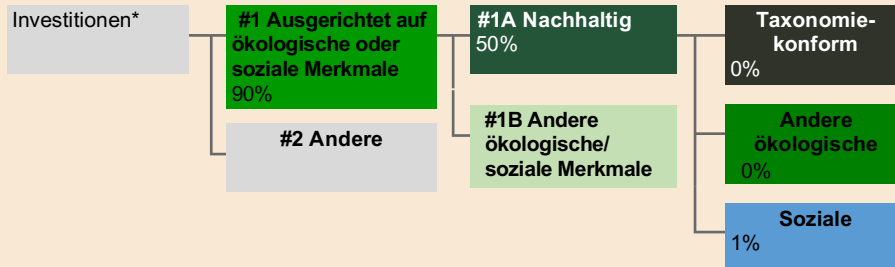 Investitionen*
#1 Ausgerichtet auf
ökologische oder
soziale Merkmale
90%
#2 Andere
#1A Nachhaltig
50%
#1B Andere
ökologische/
soziale Merkmale
Taxonomie-
konform
0%
Andere
ökologische
0%
Soziale
1%